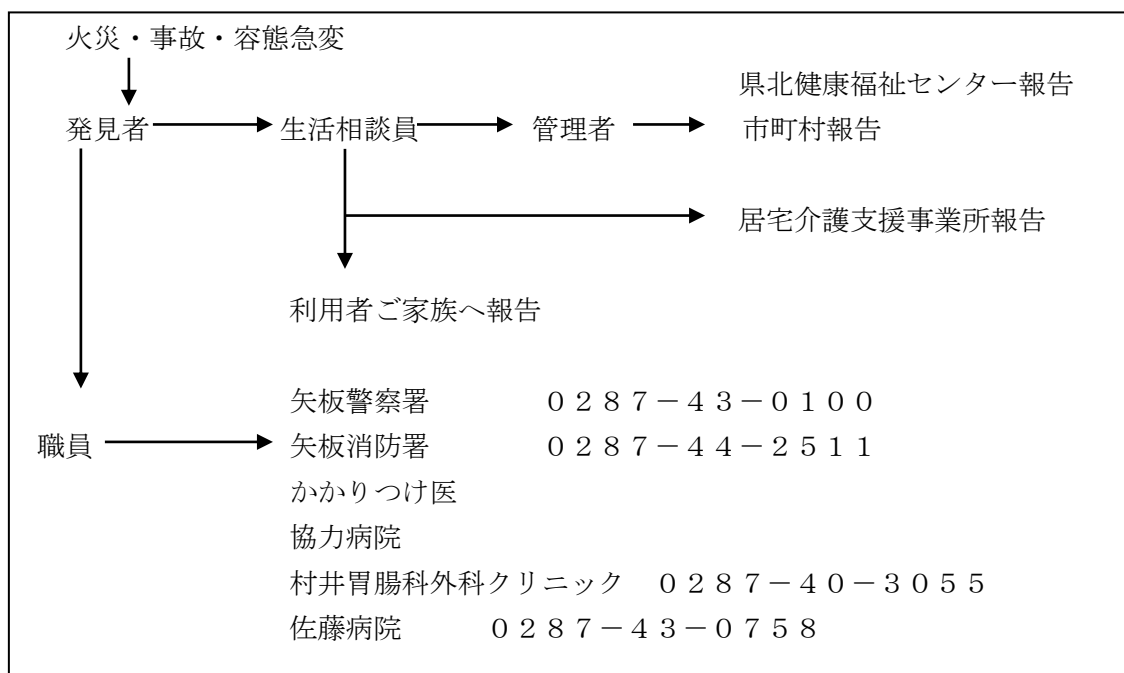 火災・事故・容態急変
県北健康福祉センター報告
発見者 生活相談員 管理者 市町村報告
居宅介護支援事業所報告
利用者ご家族へ報告
矢板警察署 0287-43-0100
職員 矢板消防署 0287-44-2511
かかりつけ医
協力病院
村井胃腸科外科クリニック 0287-40-3055
佐藤病院 0287-43-0758